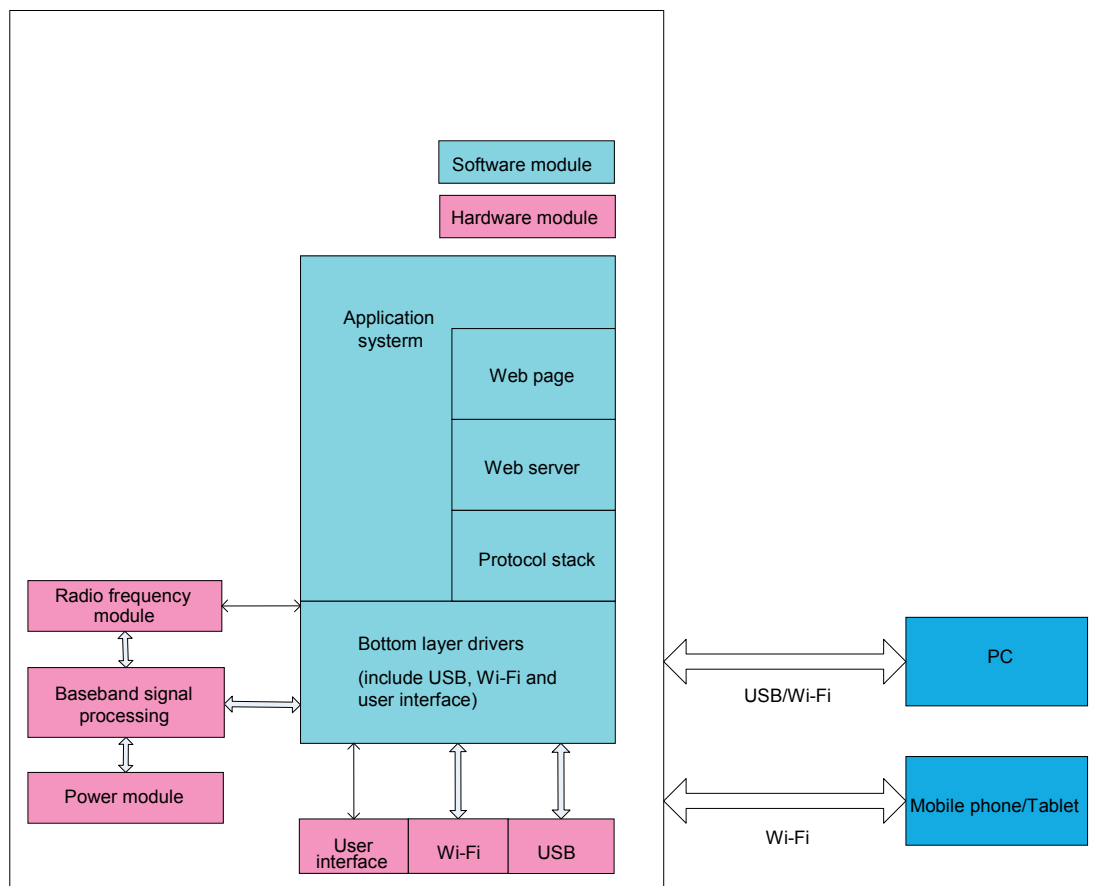 Software module
Hardware module
Application
systerm
Web page
Web server
Protocol stack
Radio frequency
module
Bottom layer drivers
(include USB, Wi-Fi and
user interface)
Baseband signal
processing
Power module
User
interface
Wi-Fi
USB
PC
USB/Wi-Fi
Mobile phone/Tablet
Wi-Fi